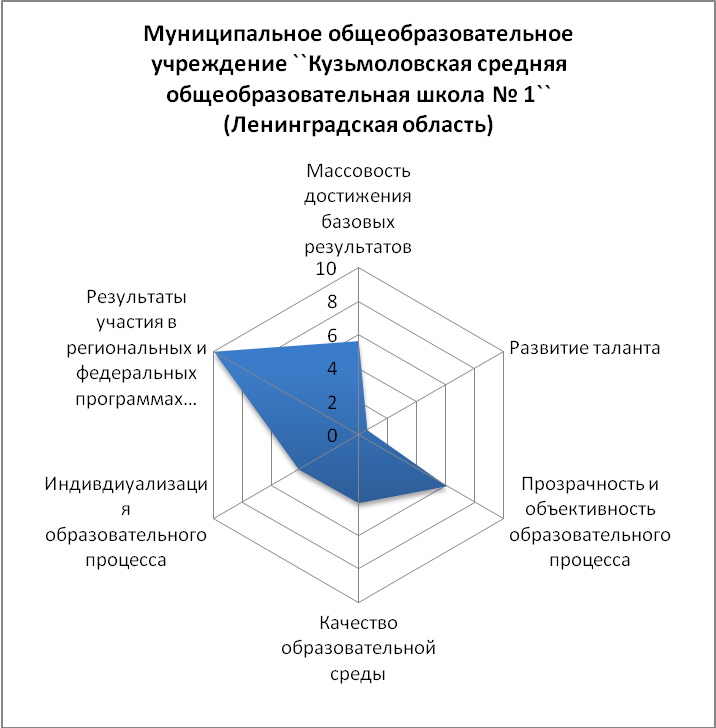 Муниципальное общеобразовательное
учреждение ``Кузьмоловская средняя
общеобразовательная школа № 1``
(Ленинградская область)
Массовость
достижения
базовых
результатов
10
8
6
4
2
0
Развитие таланта
Прозрачность и
объективность
образовательного
процесса
Качество
образовательной
среды
Индивдиуализаци
я
образовательного
процесса
Результаты
участия в
региональных и
федеральных
программах...